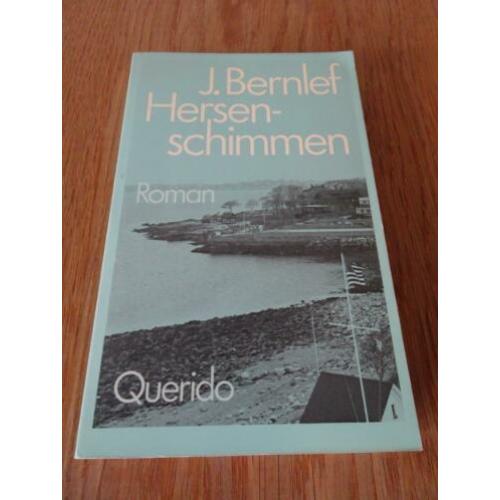 J. Bernlef
Hersen-
schimmen
Roman
Querido